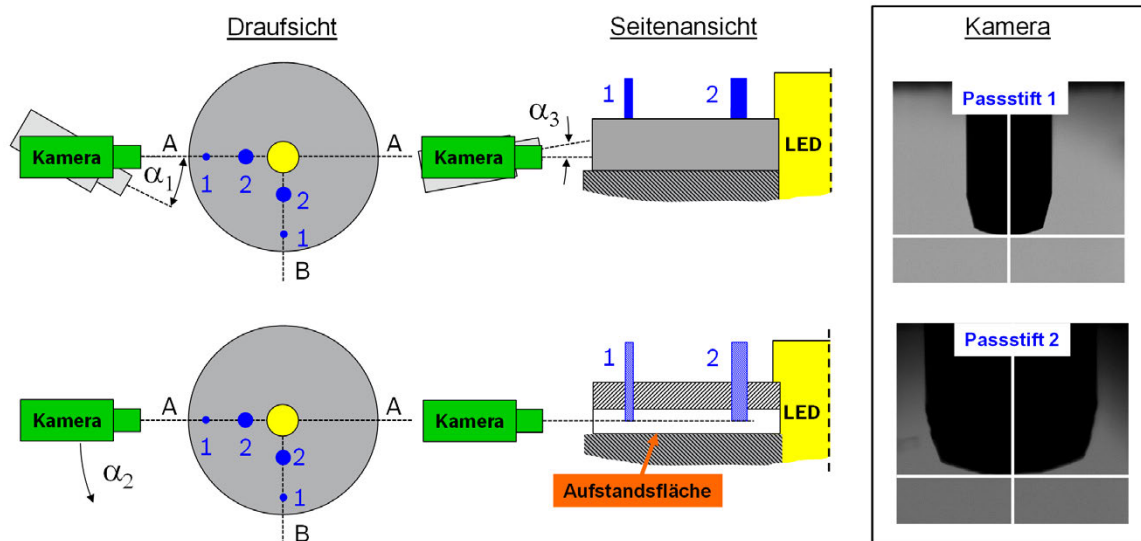 Draufsicht
Seitenansicht
Kamera
Kamera
A
A
α1
1
2
2
1
B
Kamera
α3
1
2
LED
Passstift 1
Kamera
A
A
α2
1
2
2
1
B
Kamera
1
2
LED
Aufstandsfläche
Passstift 2